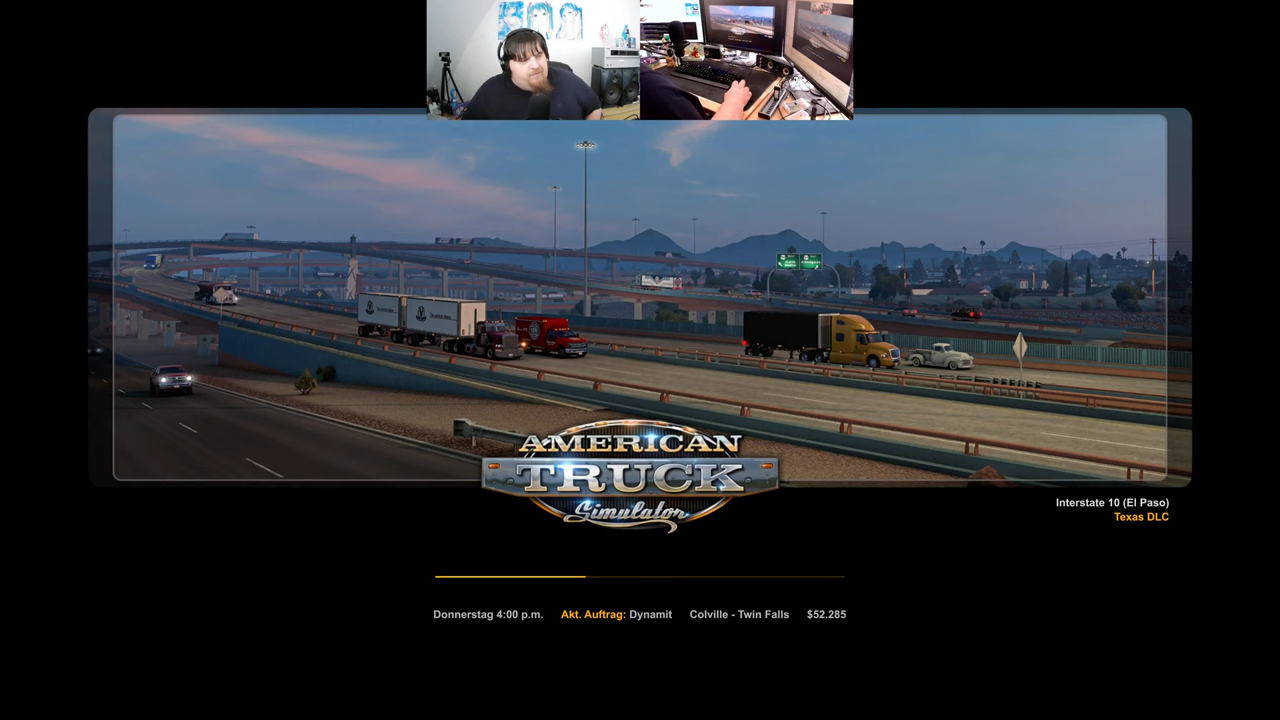 AMERICAN
TRUCK
Simulator
Interstate 10 (El Paso)
Texas DLC
Donnerstag 4:00 p.m. Akt. Auftrag: Dynamit Colville - Twin Falls $52.285